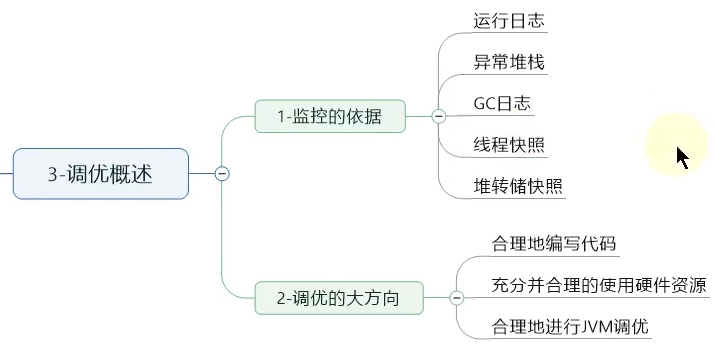 3-调优概述
1-监控的依据
运行日志
异常堆栈
GC日志
线程快照
堆转储快照
2-调优的大方向
合理地编写代码
充分并合理的使用硬件资源
合理地进行JVM调优